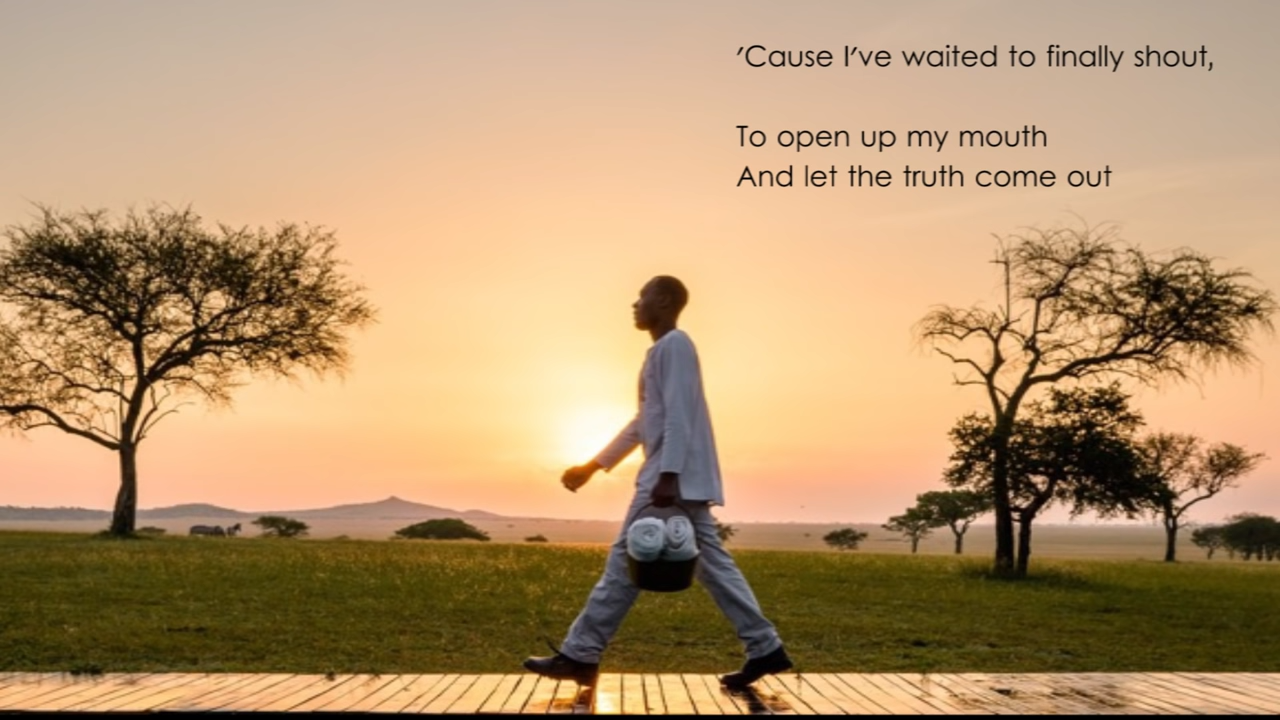 ′Cause I′ve waited to finally shout,
To open up my mouth
And let the truth come out